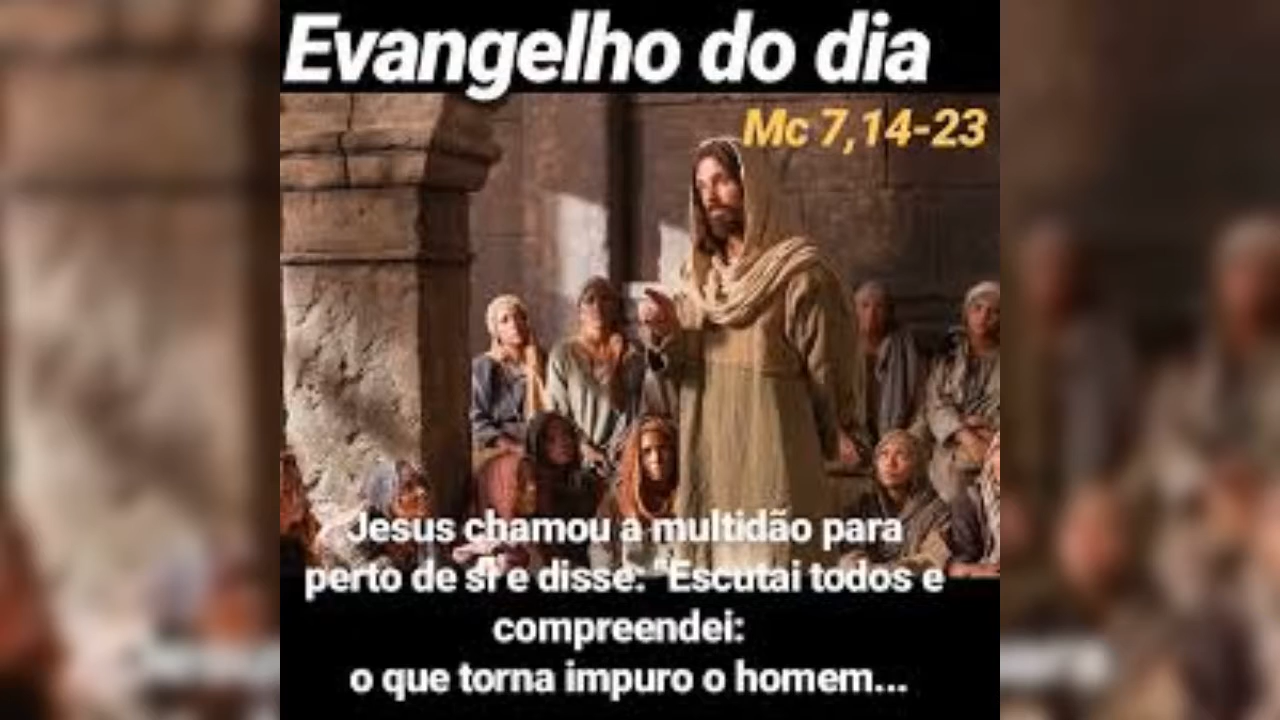 Evangelho do dia
Mc 7,14-23
Jesus chamou a multidão para
perto de si e disse: "Escutai todos e
compreendei:
o que torna impuro o homem...